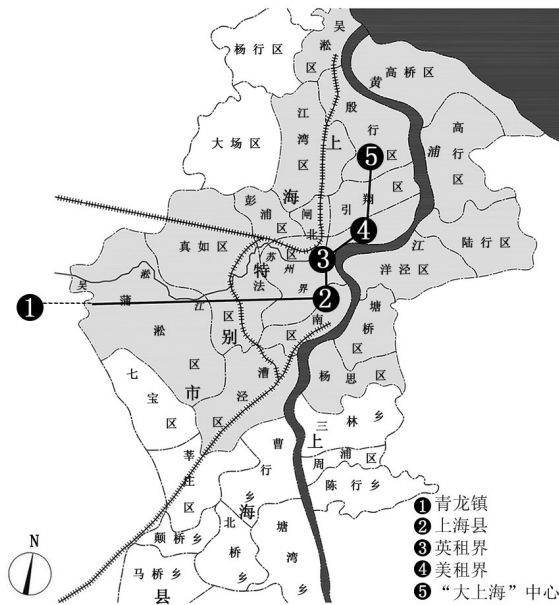 吴淞区
杨行区
高桥区
黄浦江
殷行区
高行区
江湾区
大场区
上海特别市
❺
彭浦区
闸北区
引翔区
❹
陆行区
真如区
苏州
❸
洋泾区
吴淞江
法
界
❶
蒲淞区
❷
塘桥区
区
南
区
漕泾区
杨思区
七宝区
三林乡
莘庄区
曹行乡
上海县
周浦区
陈行乡
颛桥乡
北桥乡
塘湾乡
马桥乡
N
❶ 青龙镇
❷ 上海县
❸ 英租界
❹ 美租界
❺ “大上海”中心